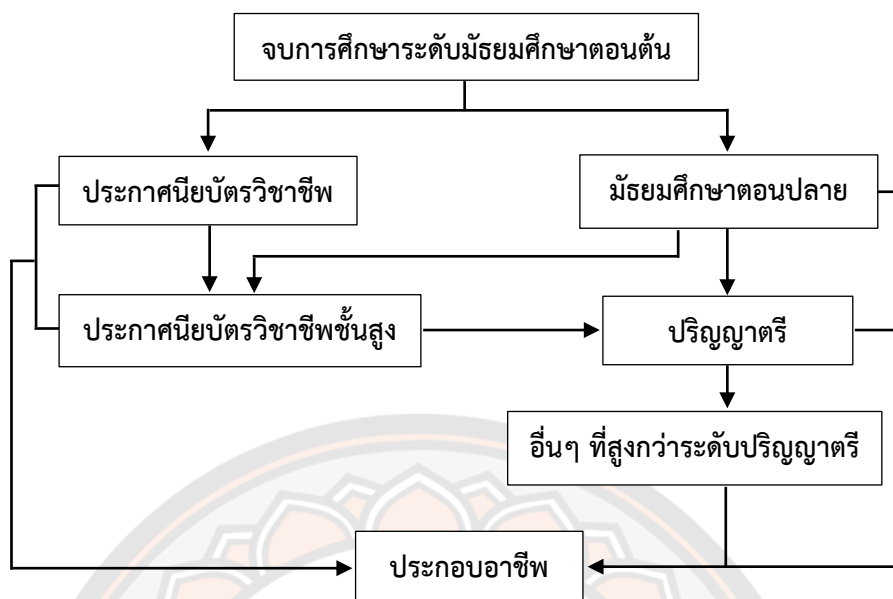 จบการศึกษาระดับมัธยมศึกษาตอนต้น
ประกาศนียบัตรวิชาชีพ
มัธยมศึกษาตอนปลาย
ประกาศนียบัตรวิชาชีพชั้นสูง
ปริญญาตรี
อื่นๆ ที่สูงกว่าระดับปริญญาตรี
ประกอบอาชีพ